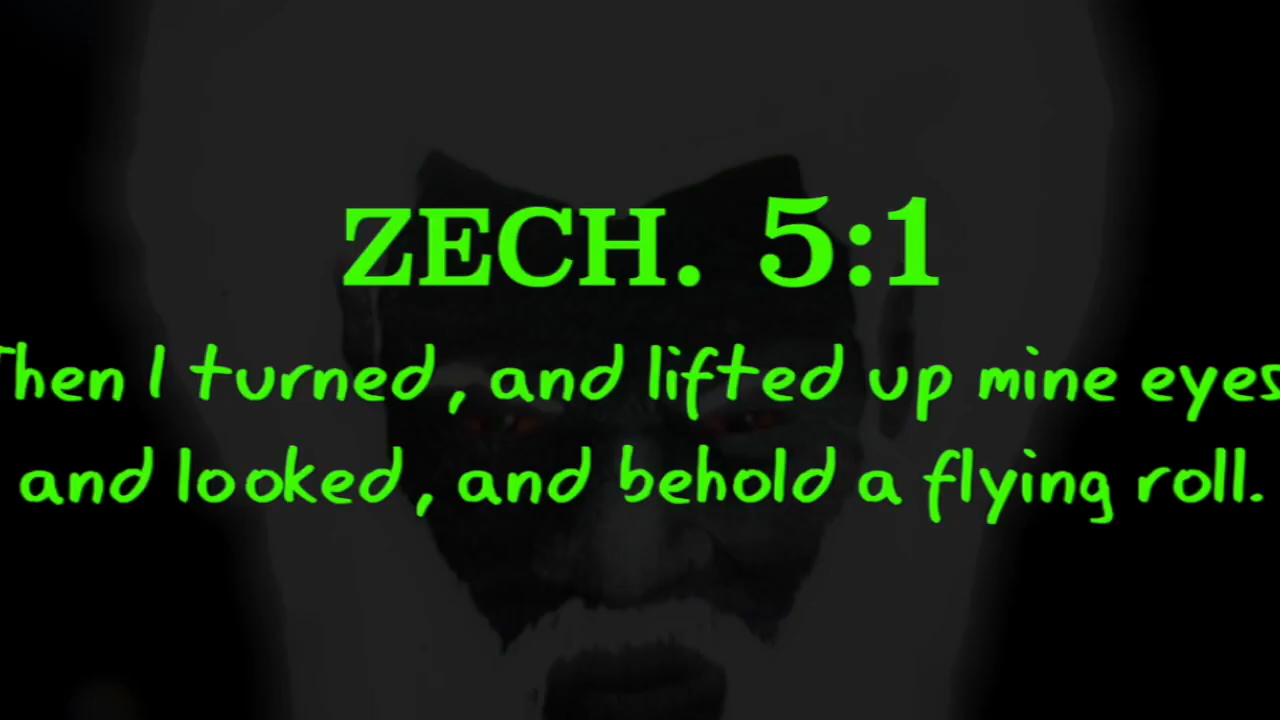 ZECH. 5:1
Then I turned, and lifted up mine eyes
and looked, and behold a flying roll.